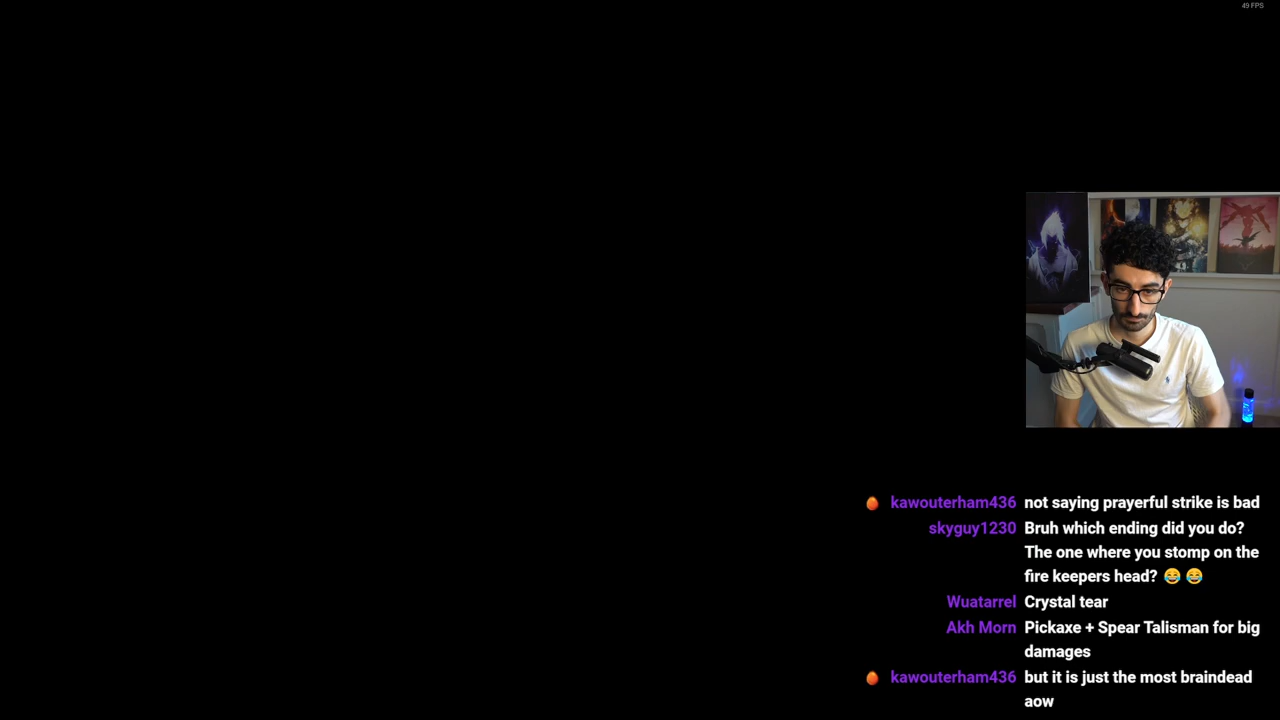 49 FPS
kawouterham436 not saying prayerful strike is bad
skyguy1230 Bruh which ending did you do?
The one where you stomp on the
fire keepers head? 😂 😂
Wuatarrel Crystal tear
Akh Morn Pickaxe + Spear Talisman for big
damages
kawouterham436 but it is just the most braindead
aow